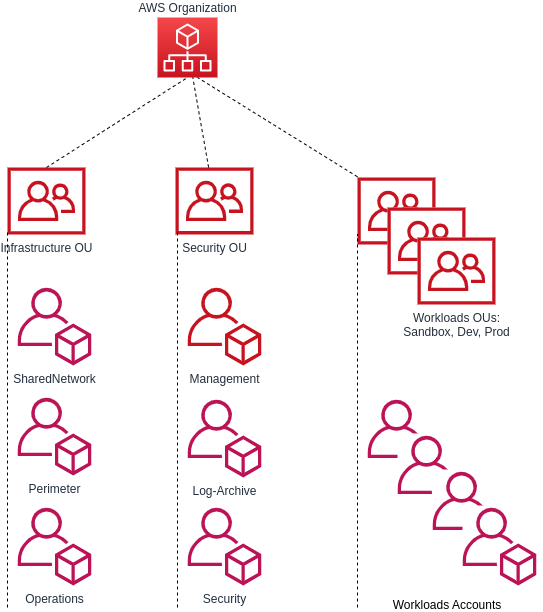 AWS Organization
Infrastructure OU
Security OU
Workloads OUs:
Sandbox, Dev, Prod
SharedNetwork
Management
Perimeter
Log-Archive
Operations
Security
Workloads Accounts